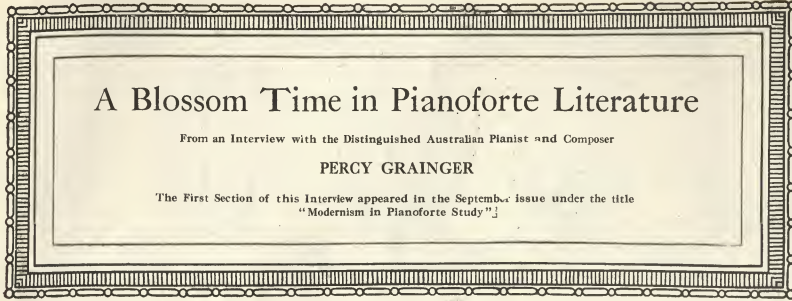 A Blossom Time in Pianoforte Literature
From an Interview with the Distinguished Australian Pianist and Composer
PERCY GRAINGER
The First Section of this Interview appeared in the September issue under the title
"Modernism in Pianoforte Study"